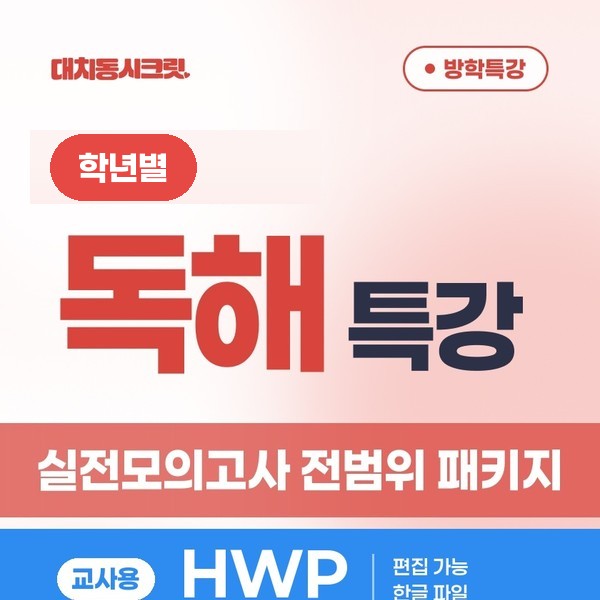 대치동시크릿.
방학특강
학년별
독해 특강
실전모의고사 전범위 패키지
교사용 HWP 편집 가능
한글 파일